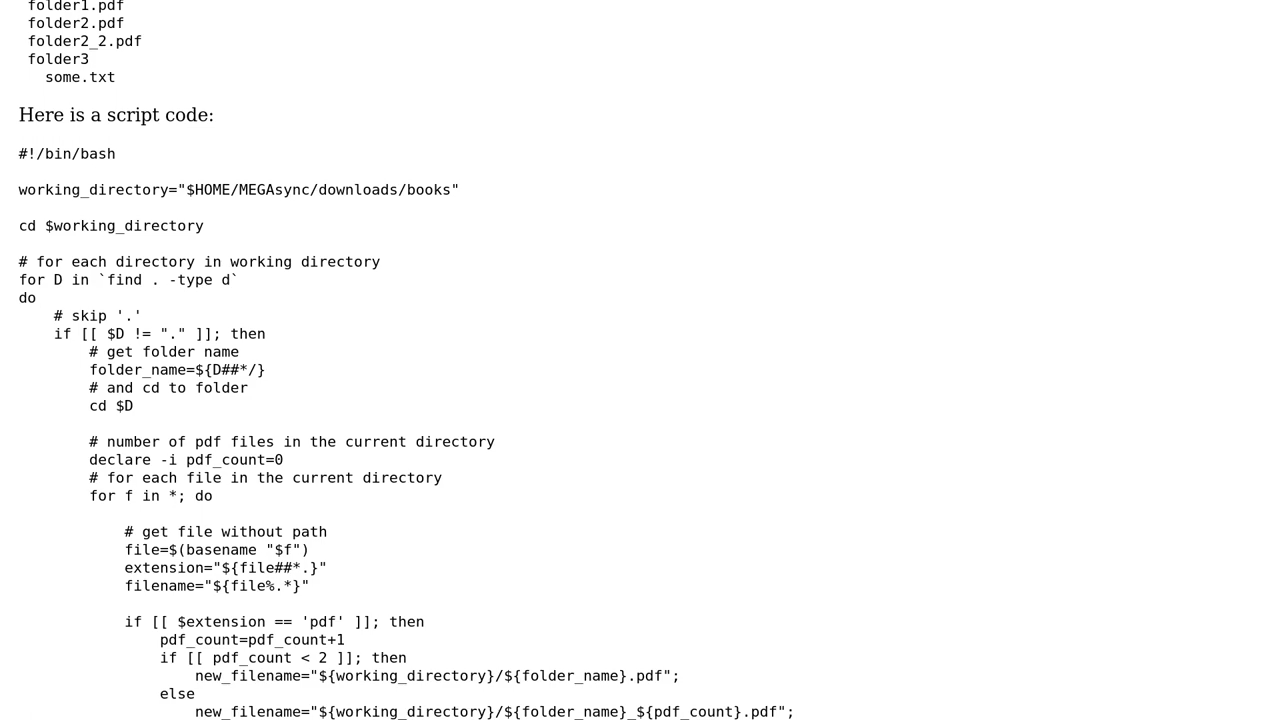 folder1.pdf
folder2.pdf
folder2_2.pdf
folder3
some.txt
Here is a script code:
#!/bin/bash
working_directory="$HOME/MEGAsync/downloads/books"
cd $working_directory
# for each directory in working directory
for D in `find . -type d`
do
# skip '.'
if [[ $D != "." ]]; then
# get folder name
folder_name=${D##*/}
# and cd to folder
cd $D
# number of pdf files in the current directory
declare -i pdf_count=0
# for each file in the current directory
for f in *; do
# get file without path
file=$(basename "$f")
extension="${file##*.}"
filename="${file%.*}"
if [[ $extension == 'pdf' ]]; then
pdf_count=pdf_count+1
if [[ pdf_count < 2 ]]; then
new_filename="${working_directory}/${folder_name}.pdf";
else
new_filename="${working_directory}/${folder_name}_${pdf_count}.pdf";